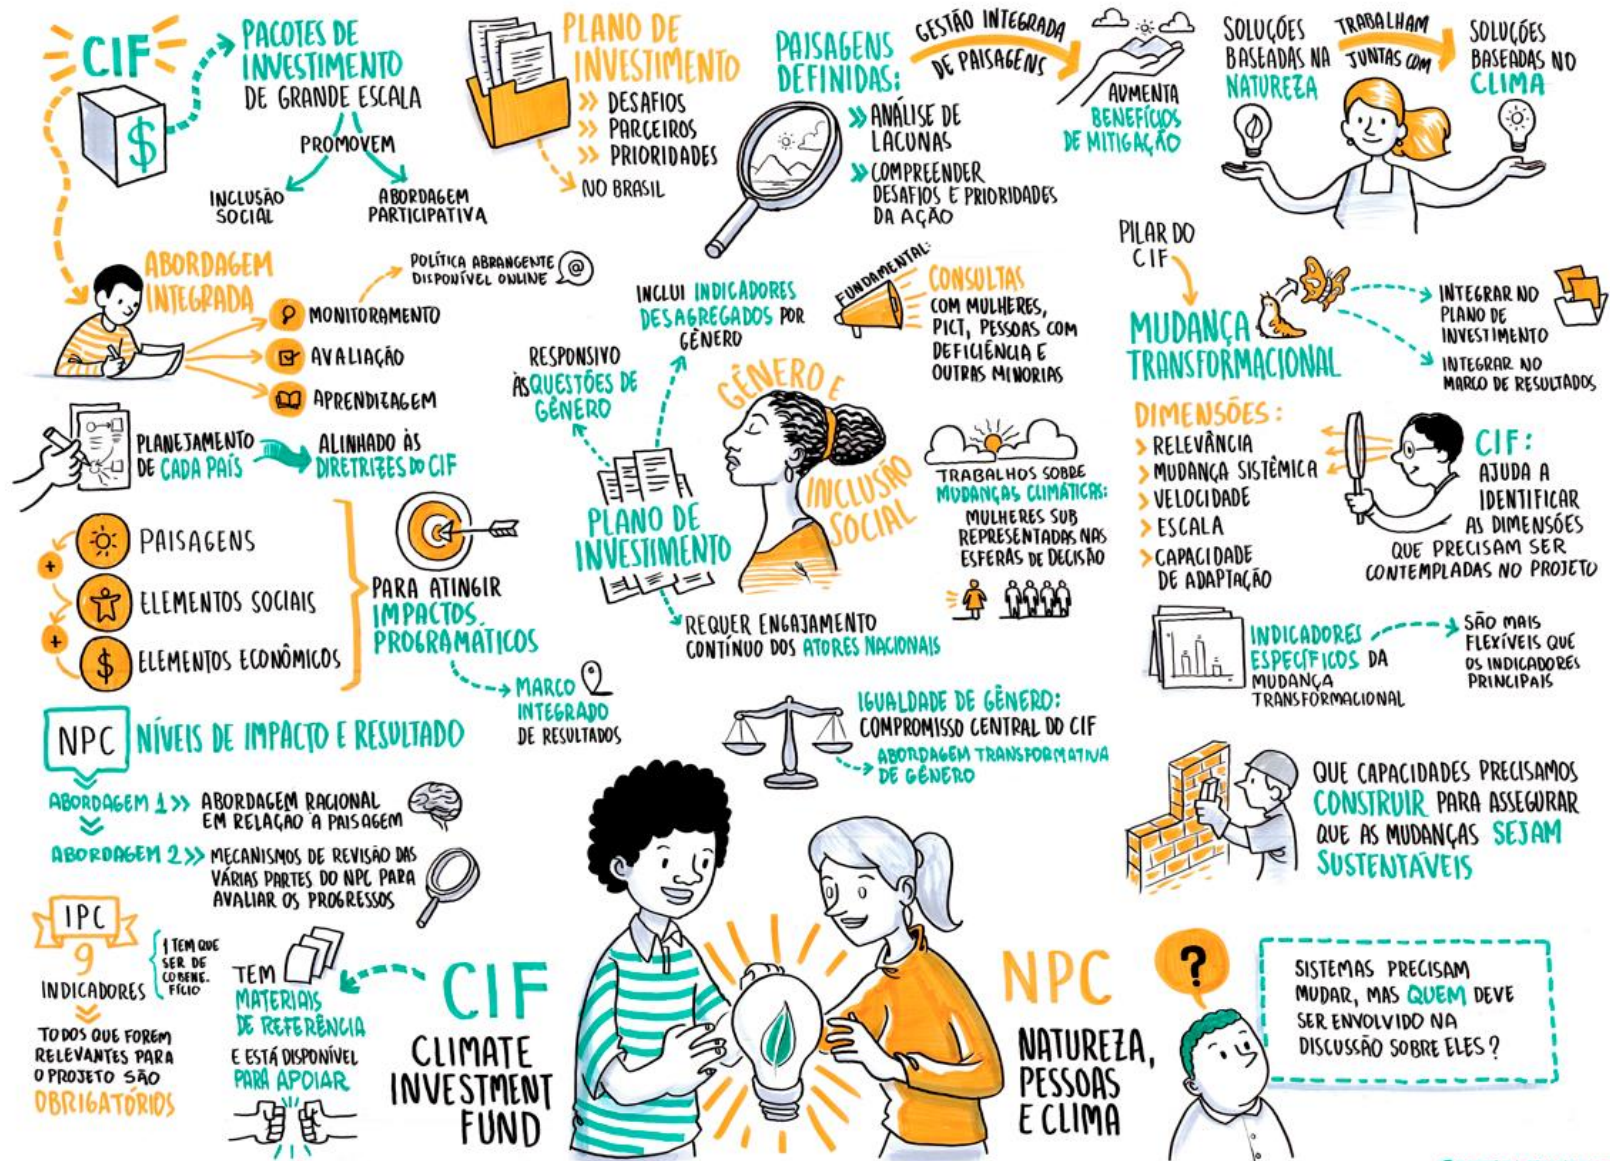 CIF
$
PACOTES DE
INVESTIMENTO
DE GRANDE ESCALA
PROMOVEM
INCLUSÃO
SOCIAL
ABORDAGEM
PARTICIPATIVA
PLANO DE
INVESTIMENTO
>> DESAFIOS
>> PARCEIROS
>> PRIORIDADES
NO BRASIL
PAISAGENS
DEFINIDAS:
>> ANÁLISE DE
LACUNAS
>> COMPREENDER
DESAFIOS E PRIORIDADES
DA AÇÃO
GESTÃO INTEGRADA
DE PAISAGENS
AUMENTA
BENEFÍCIOS
DE MITIGAÇÃO
SOLUÇÕES
BASEADAS NA
NATUREZA
TRABALHAM
JUNTAS COM
SOLUÇÕES
BASEADAS NO
CLIMA
ABORDAGEM
INTEGRADA
MONITORAMENTO
AVALIAÇÃO
APRENDIZAGEM
POLÍTICA ABRANGENTE
DISPONÍVEL ONLINE
@
PLANEJAMENTO
DE CADA PAÍS
ALINHADO ÀS
DIRETRIZES DO CIF
PAISAGENS
+
ELEMENTOS SOCIAIS
+
$
ELEMENTOS ECONÔMICOS
PARA ATINGIR
IMPACTOS
PROGRAMÁTICOS
MARCO
INTEGRADO
DE RESULTADOS
INCLUI INDICADORES
DESAGREGADOS POR
GÊNERO
RESPONSIVO
ÀS QUESTÕES DE
GÊNERO
PLANO DE
INVESTIMENTO
REQUER ENGAJAMENTO
CONTÍNUO DOS ATORES NACIONAIS
GÊNERO E
INCLUSÃO
SOCIAL
FUNDAMENTAL:
CONSULTAS
COM MULHERES,
PICT, PESSOAS COM
DEFICIÊNCIA E
OUTRAS MINORIAS
TRABALHOS SOBRE
MUDANÇAS CLIMÁTICAS:
MULHERES SUB
REPRESENTADAS NAS
ESFERAS DE DECISÃO
IGUALDADE DE GÊNERO:
COMPROMISSO CENTRAL DO CIF
ABORDAGEM TRANSFORMATIVA
DE GÊNERO
PILAR DO
CIF
MUDANÇA
TRANSFORMACIONAL
INTEGRAR NO
PLANO DE
INVESTIMENTO
INTEGRAR NO
MARCO DE RESULTADOS
DIMENSÕES:
> RELEVÂNCIA
> MUDANÇA SISTÊMICA
> VELOCIDADE
> ESCALA
> CAPACIDADE
DE ADAPTAÇÃO
CIF:
AJUDA A
IDENTIFICAR
AS DIMENSÕES
QUE PRECISAM SER
CONTEMPLADAS NO PROJETO
INDICADORES
ESPECÍFICOS DA
MUDANÇA
TRANSFORMACIONAL
SÃO MAIS
FLEXÍVEIS QUE
OS INDICADORES
PRINCIPAIS
QUE CAPACIDADES PRECISAMOS
CONSTRUIR PARA ASSEGURAR
QUE AS MUDANÇAS SEJAM
SUSTENTÁVEIS
NPC
NÍVEIS DE IMPACTO E RESULTADO
ABORDAGEM 1 >> ABORDAGEM RACIONAL
EM RELAÇÃO A PAISAGEM
ABORDAGEM 2 >> MECANISMOS DE REVISÃO DAS
VÁRIAS PARTES DO NPC PARA
AVALIAR OS PROGRESSOS
IPC
9
INDICADORES
1 TEM QUE
SER DE
COBENE-
FÍCIO
TODOS QUE FOREM
RELEVANTES PARA
O PROJETO SÃO
OBRIGATÓRIOS
TEM
MATERIAIS
DE REFERÊNCIA
E ESTÁ DISPONÍVEL
PARA APOIAR
CIF
CLIMATE
INVESTMENT
FUND
NPC
NATUREZA,
PESSOAS
E CLIMA
?
SISTEMAS PRECISAM
MUDAR, MAS QUEM DEVE
SER ENVOLVIDO NA
DISCUSSÃO SOBRE ELES?